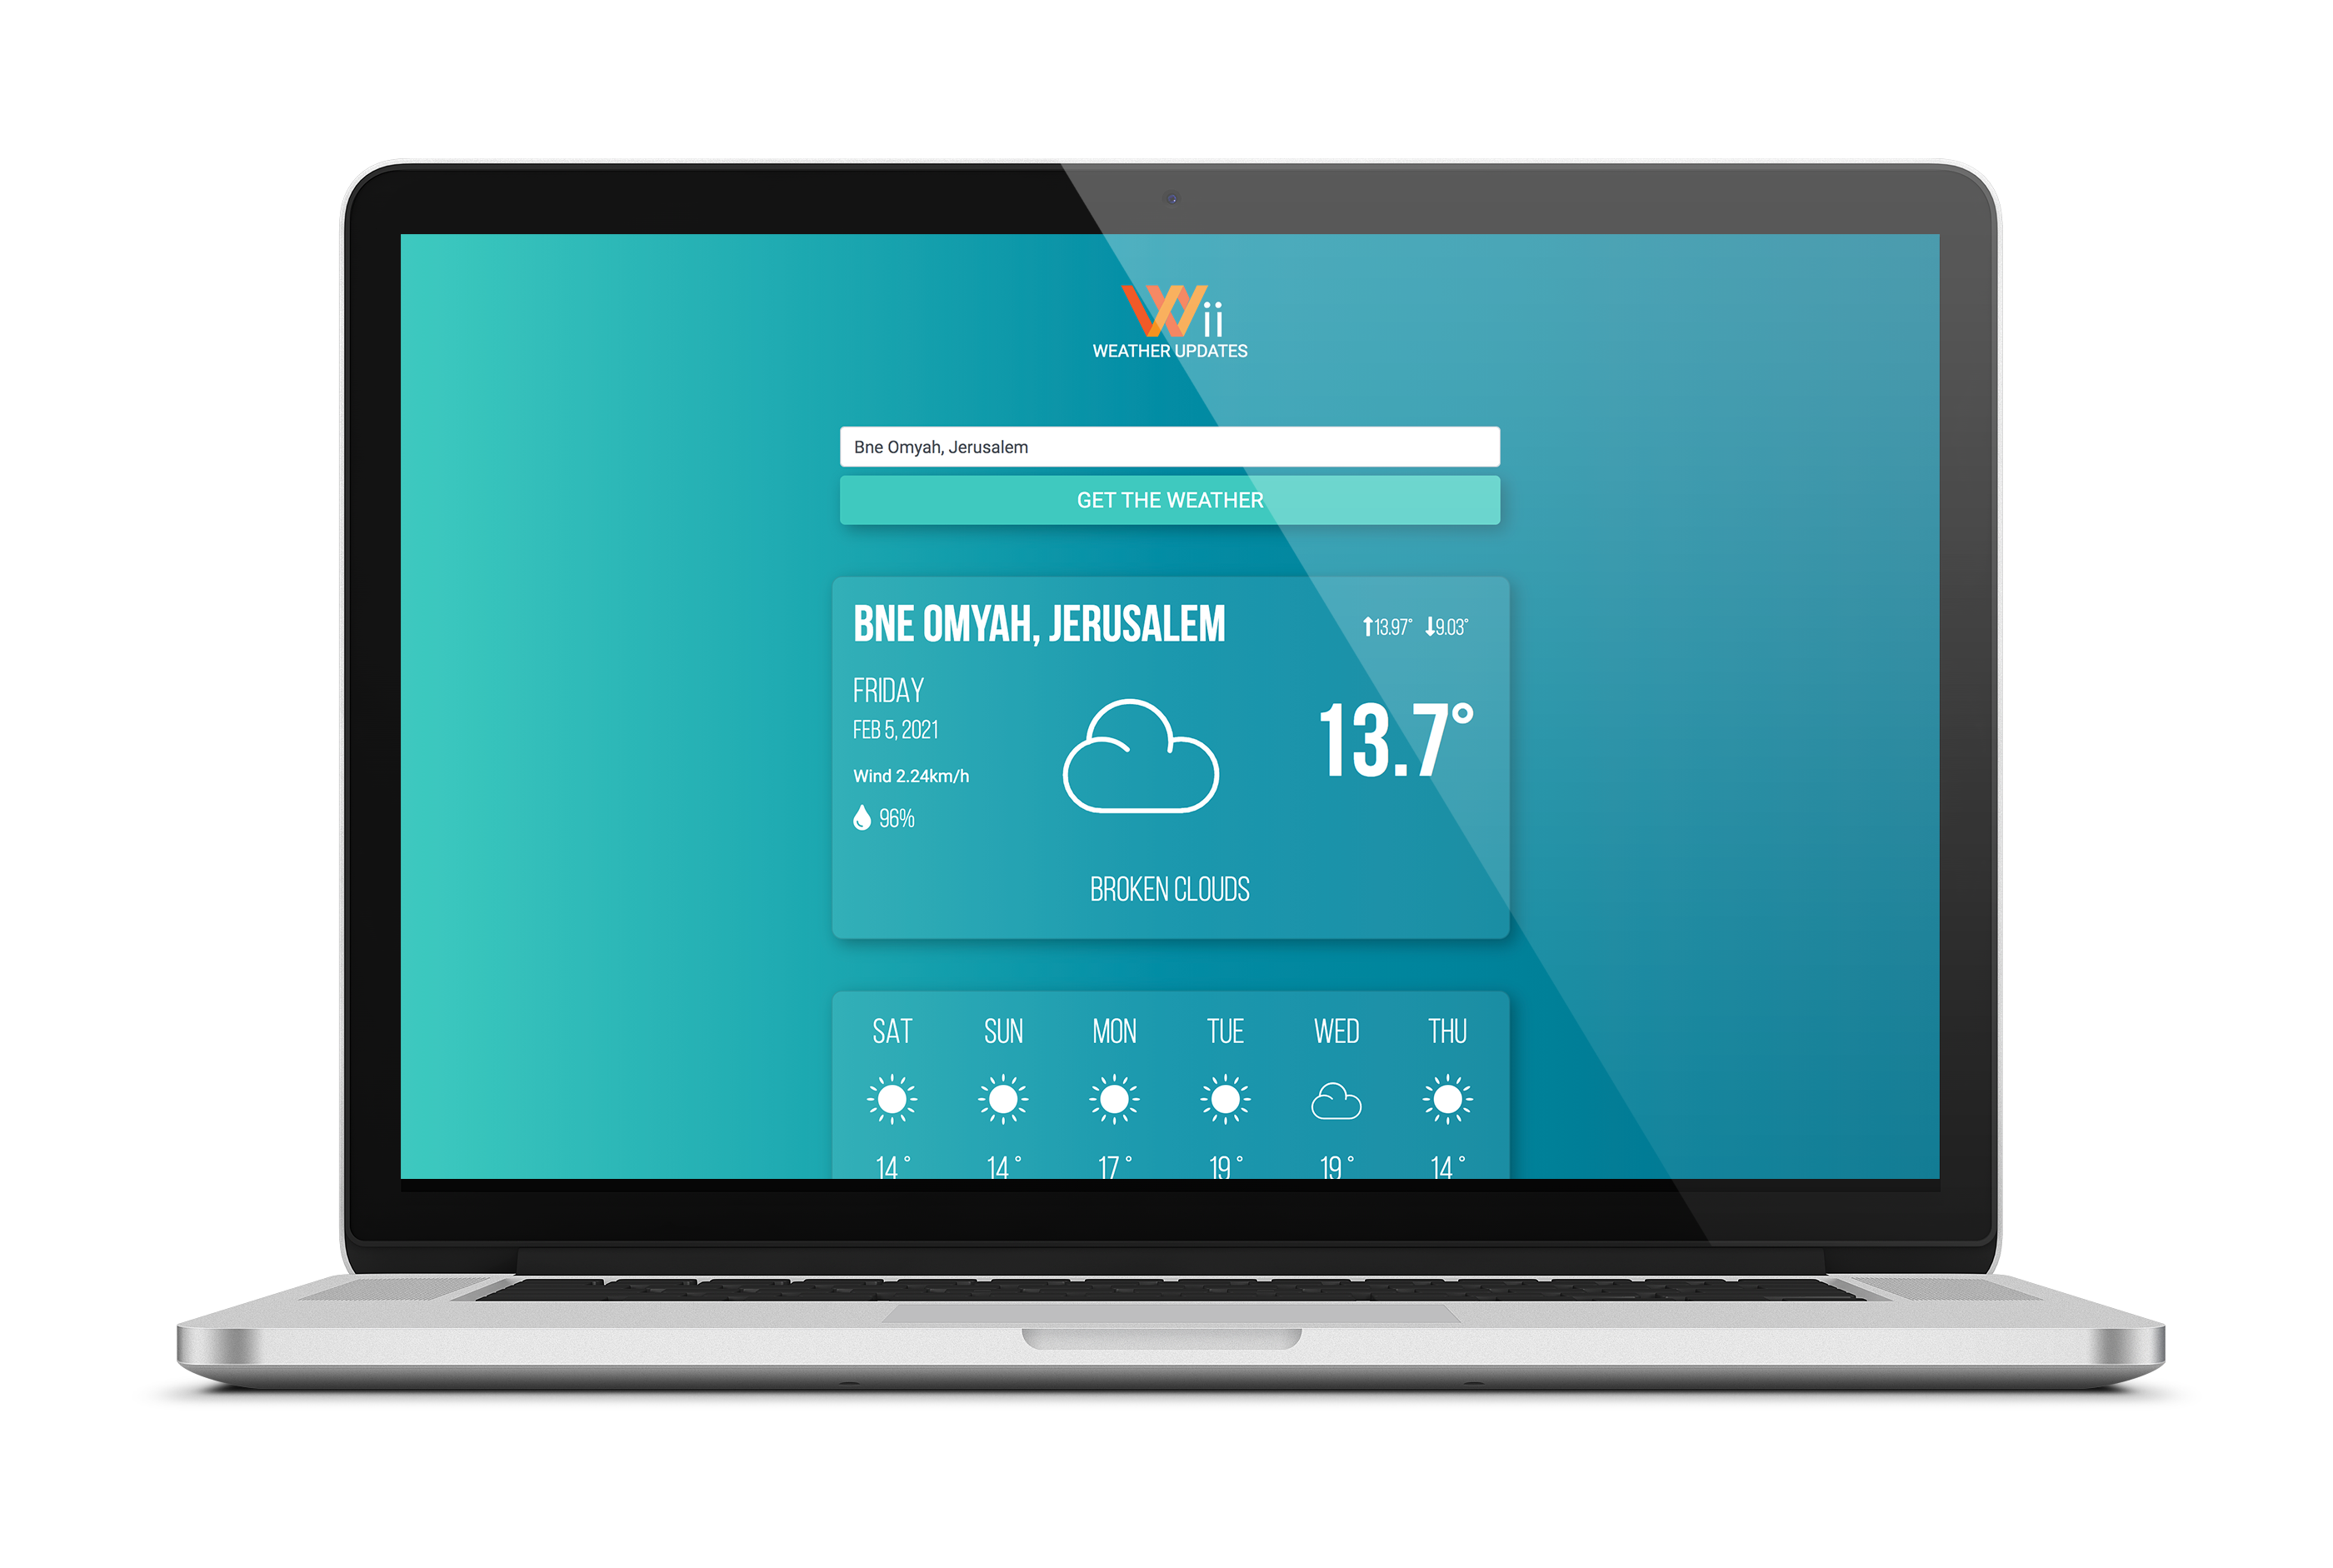 Wii
WEATHER UPDATES
Bne Omyah, Jerusalem
GET THE WEATHER
BNE OMYAH, JERUSALEM
13.97° 9.03°
FRIDAY
FEB 5, 2021
Wind 2.24km/h
96%
13.7°
BROKEN CLOUDS
SAT SUN MON TUE WED THU
14° 14° 17° 19° 19° 14°